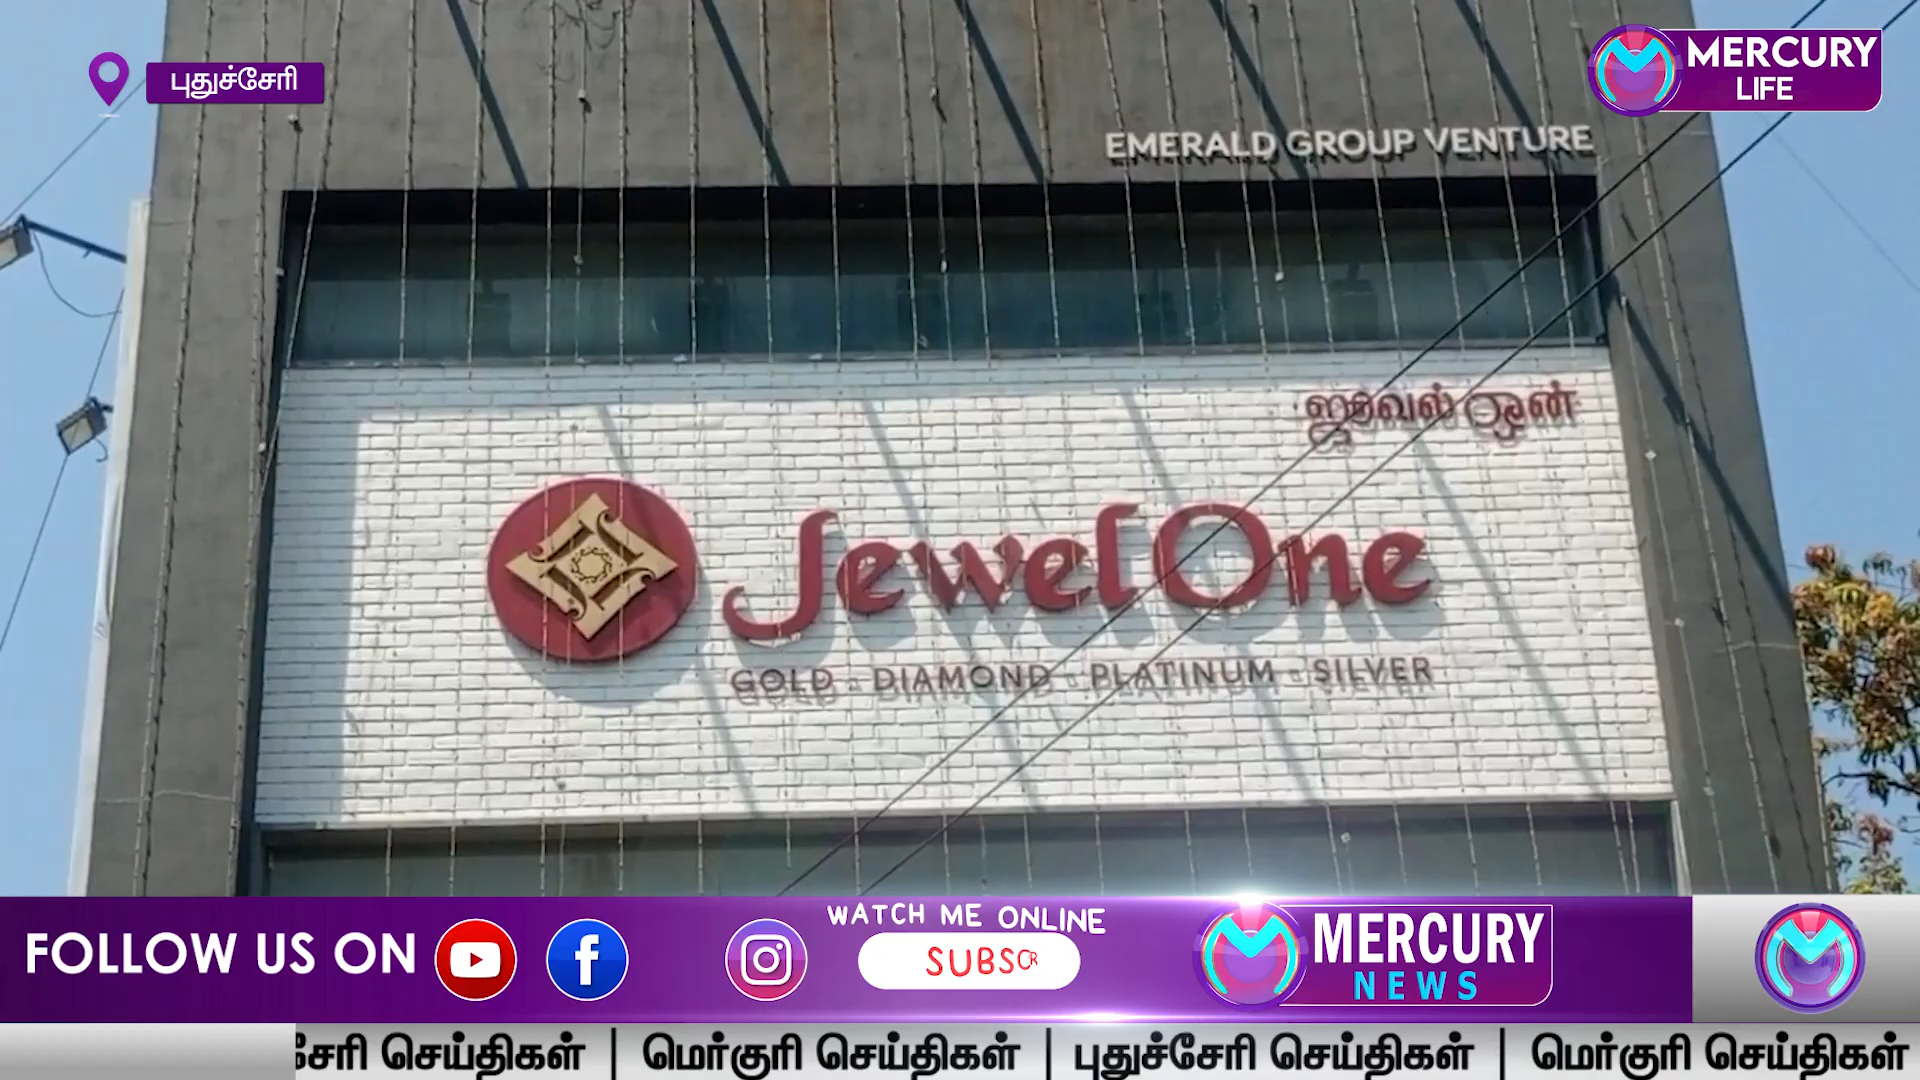 புதுச்சேரி
MERCURY
LIFE
EMERALD GROUP VENTURE
ஜுவல் ஒன்
JewelOne
GOLD - DIAMOND - PLATINUM - SILVER
FOLLOW US ON
WATCH ME ONLINE
SUBSCR
MERCURY
NEWS
சேரி செய்திகள் | மெர்குரி செய்திகள் | புதுச்சேரி செய்திகள் | மெர்குரி செய்திகள்